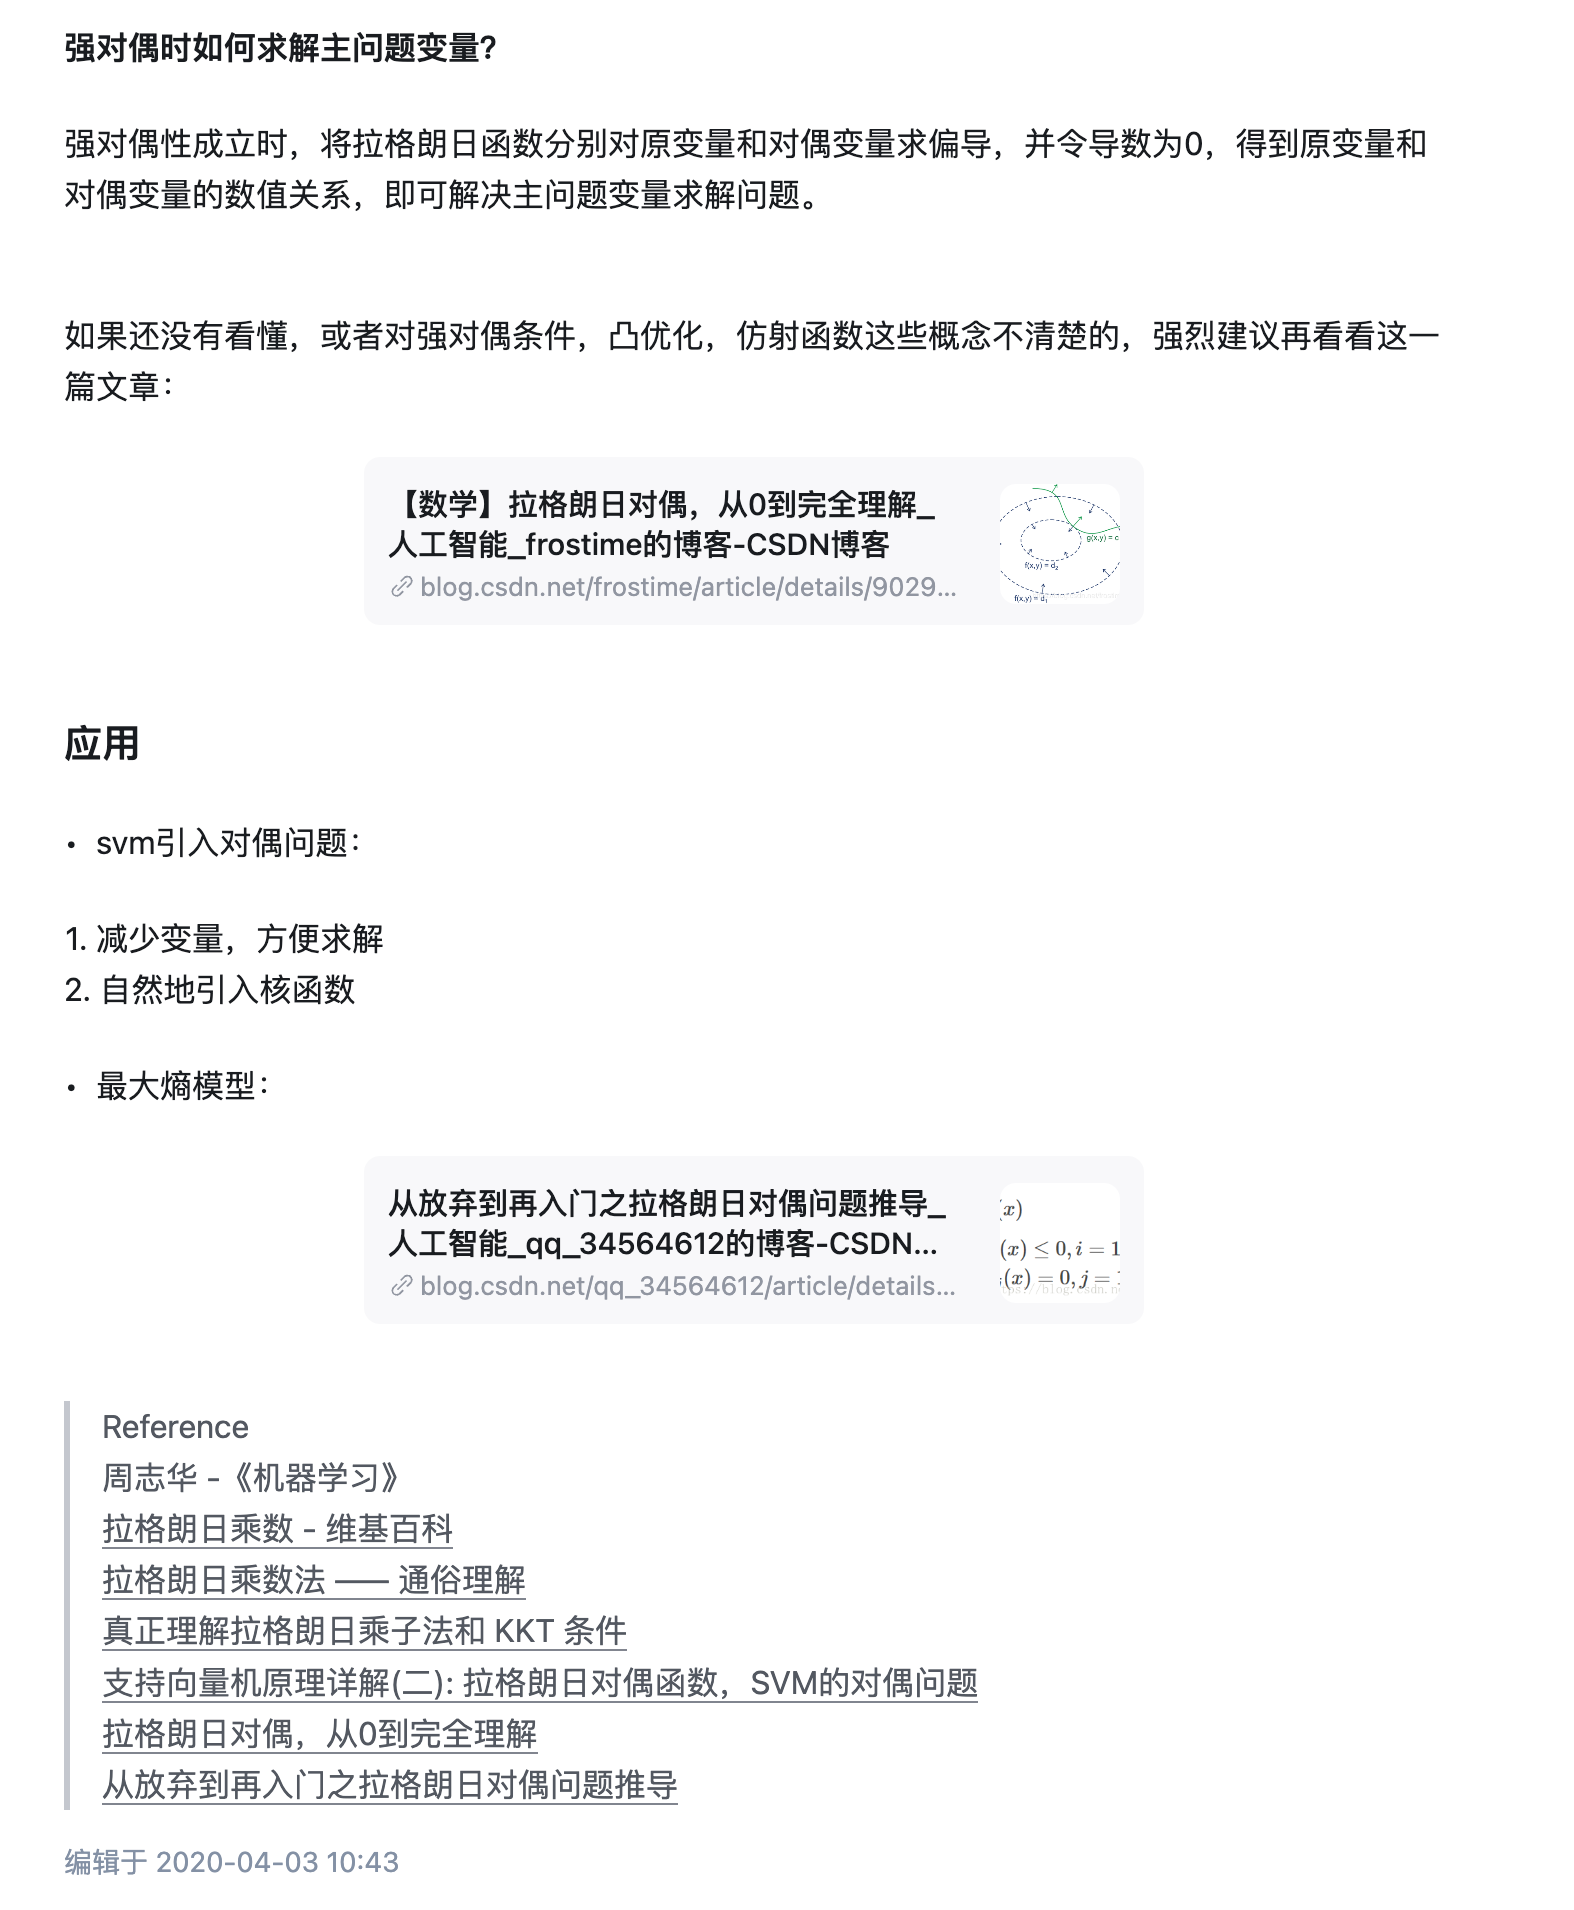 强对偶时如何求解主问题变量?
强对偶性成立时，将拉格朗日函数分别对原变量和对偶变量求偏导，并令导数为0，得到原变量和
对偶变量的数值关系，即可解决主问题变量求解问题。
如果还没有看懂，或者对强对偶条件，凸优化，仿射函数这些概念不清楚的，强烈建议再看看这一
篇文章：
【数学】拉格朗日对偶，从0到完全理解_
人工智能_frostime的博客-CSDN博客
blog.csdn.net/frostime/article/details/9029...
g(x,y) = c
f(x,y) = d₂
f(x,y) = d₁
应用
• svm引入对偶问题：
1. 减少变量，方便求解
2. 自然地引入核函数
• 最大熵模型：
从放弃到再入门之拉格朗日对偶问题推导_
人工智能_qq_34564612的博客-CSDN...
blog.csdn.net/qq_34564612/article/details...
(x)
(x) ≤ 0, i = 1
(x) = 0, j =
Reference
周志华 -《机器学习》
拉格朗日乘数 - 维基百科
拉格朗日乘数法 —— 通俗理解
真正理解拉格朗日乘子法和 KKT 条件
支持向量机原理详解(二): 拉格朗日对偶函数，SVM的对偶问题
拉格朗日对偶，从0到完全理解
从放弃到再入门之拉格朗日对偶问题推导
编辑于 2020-04-03 10:43